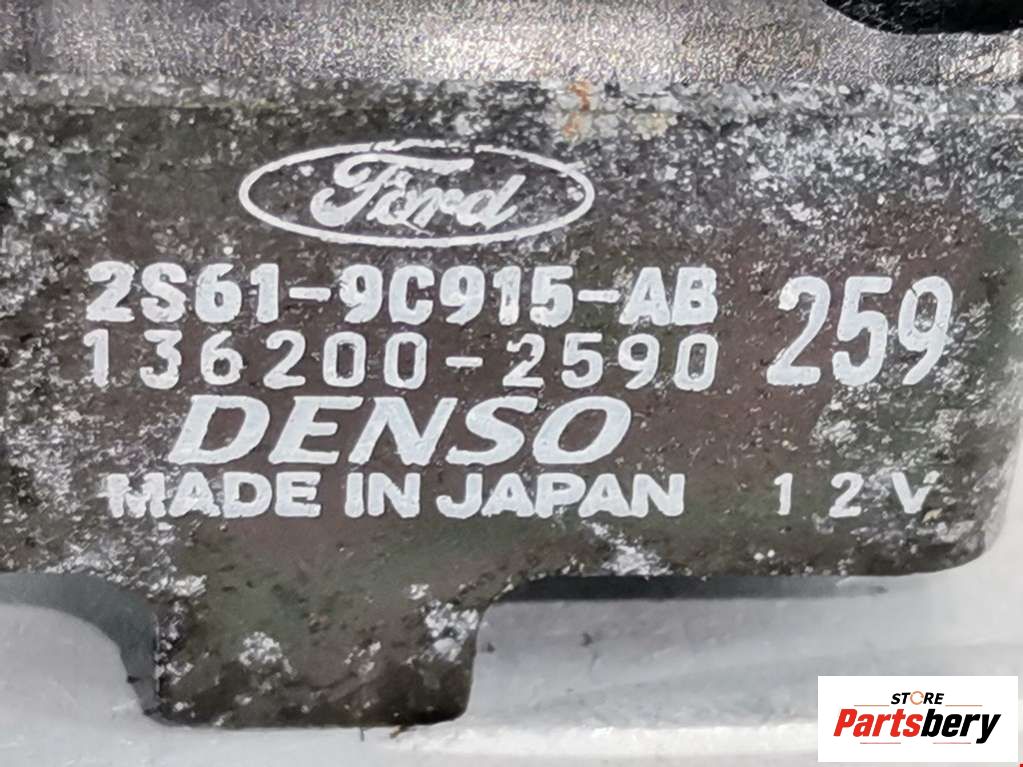 Ford
2S61-9C915-AB
136200-2590 259
DENSO
MADE IN JAPAN 12V
STORE
Partsbery